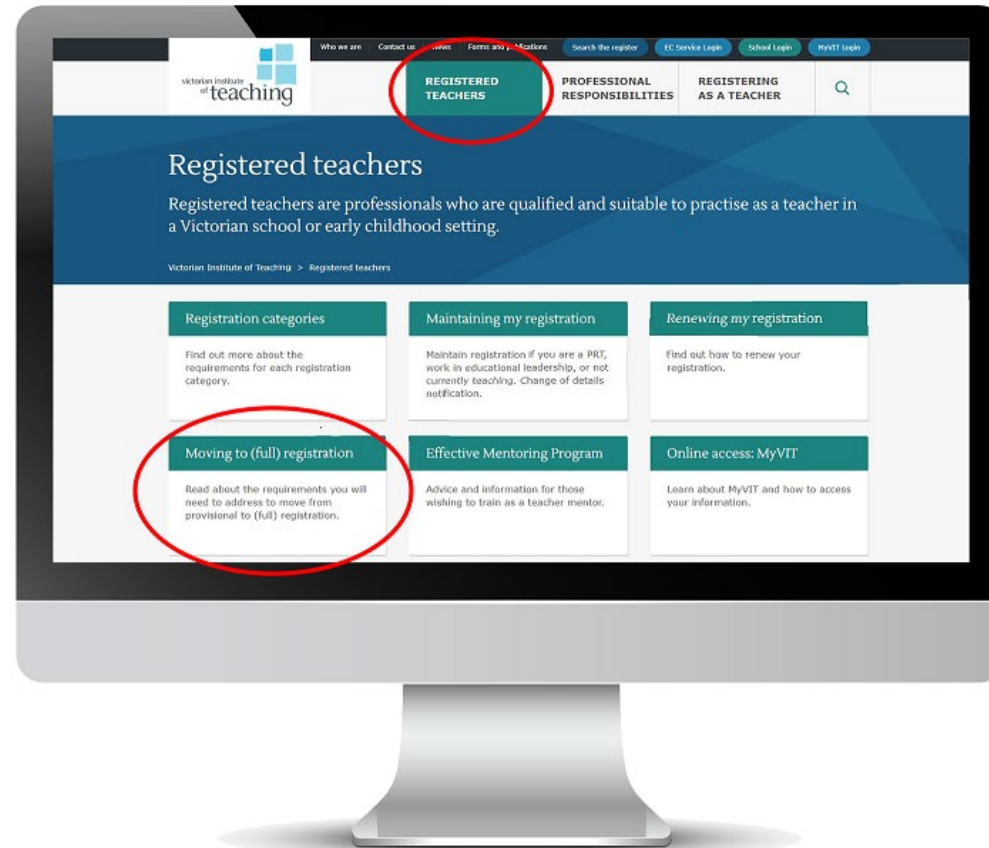 Who we are
Contact us
News
Forms and publications
Search the register
EC Service Login
School Login
MyVIT Login
victorian institute
of teaching
REGISTERED
TEACHERS
PROFESSIONAL
RESPONSIBILITIES
REGISTERING
AS A TEACHER
Registered teachers
Registered teachers are professionals who are qualified and suitable to practise as a teacher in
a Victorian school or early childhood setting.
Victorian Institute of Teaching > Registered teachers
Registration categories
Find out more about the
requirements for each registration
category.
Maintaining my registration
Maintain registration if you are a PRT,
work in educational leadership, or not
currently teaching. Change of details
notification.
Renewing my registration
Find out how to renew your
registration.
Moving to (full) registration
Read about the requirements you will
need to address to move from
provisional to (full) registration.
Effective Mentoring Program
Advice and information for those
wishing to train as a teacher mentor.
Online access: MyVIT
Learn about MyVIT and how to access
your information.